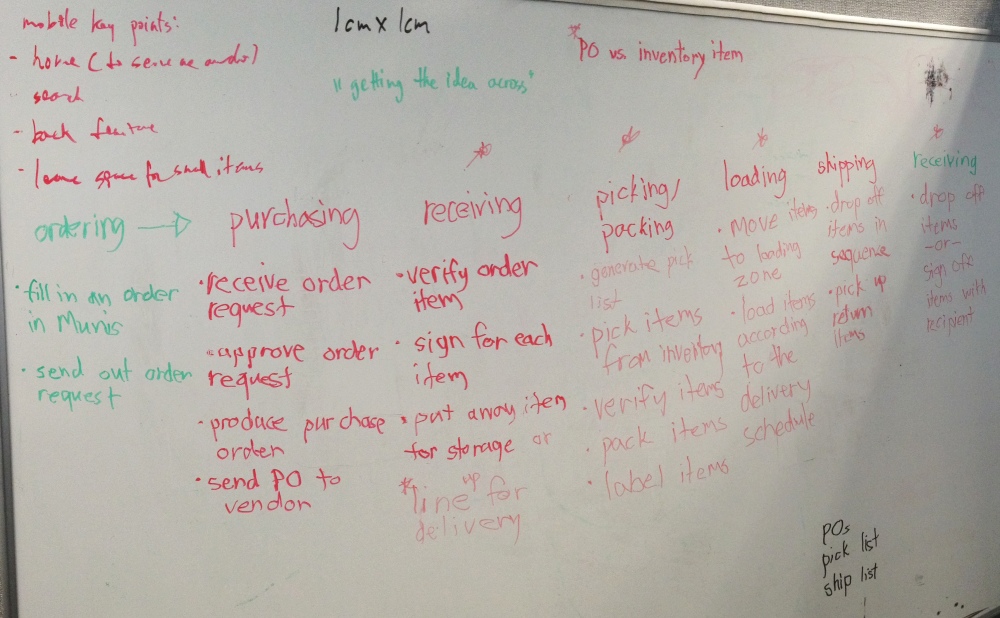 mobile key points:
- home (to serve as
search
- back feature
- leave space for small items
1cm x 1cm
"getting the idea across"
* PO vs. inventory item
ordering →
• fill in an order
in Munis
• send out order
request
purchasing
• receive order
request
• approve order
request
• produce purchase
order
• send PO to
vendor
*
receiving
• verify order
item
• sign for each
item
• put away item
for storage or
* line up for
delivery
*
picking/
packing
• generate pick
list
• pick items
from inventory
• verify items
• pack items
• label items
*
loading
• move items
to loading
zone
• load items
according
to the
delivery
schedule
shipping
• drop off
items in
sequence
• pick up
return
items
*
receiving
• drop off
items
-or-
sign off
items with
recipient
POs
pick list
ship list